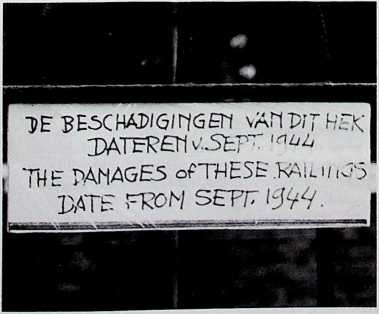 DE BESCHADIGINGEN VAN DIT HEK
DATEREN v. SEPT. 1944
THE DAMAGES of THESE RAILINGS
DATE FROM SEPT. 1944.